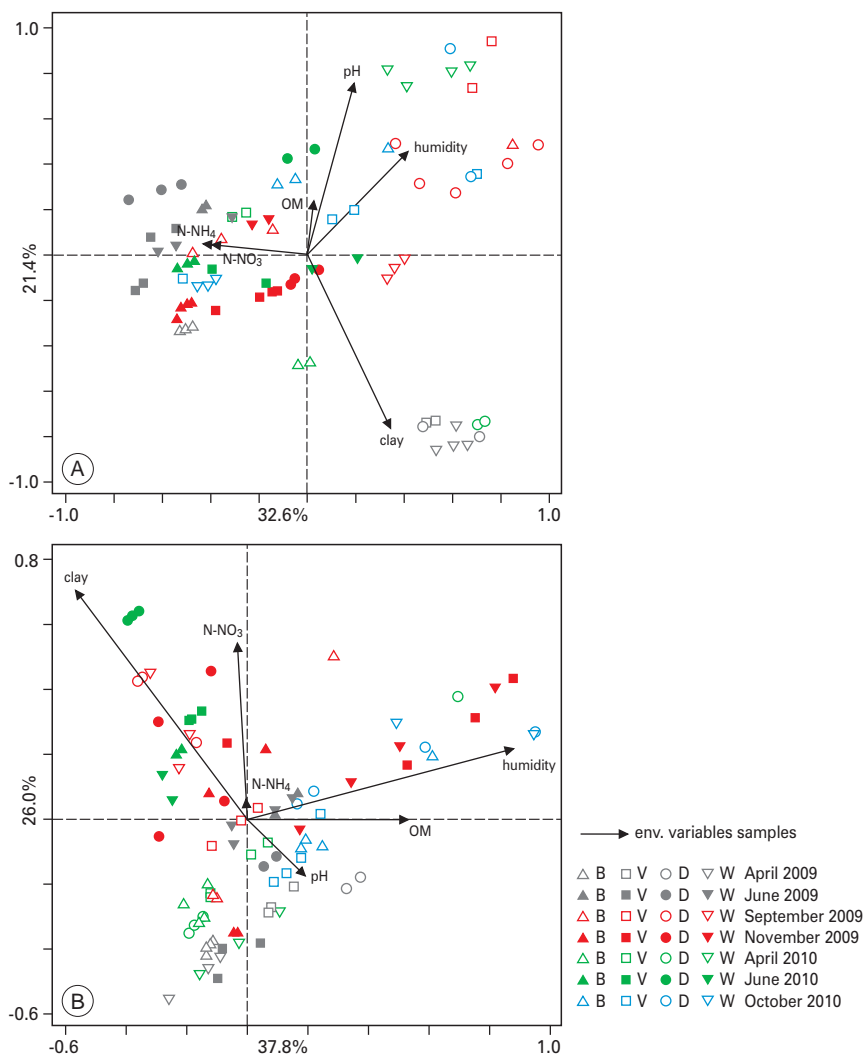 1.0
pH
humidity
OM
N-NH4
N-NO3
21.4%
clay
A
-1.0
-1.0
32.6%
1.0
0.8
clay
N-NO3
humidity
N-NH4
26.0%
OM
pH
B
-0.6
-0.6
37.8%
1.0
env. variables samples
B V D W April 2009
B V D W June 2009
B V D W September 2009
B V D W November 2009
B V D W April 2010
B V D W June 2010
B V D W October 2010